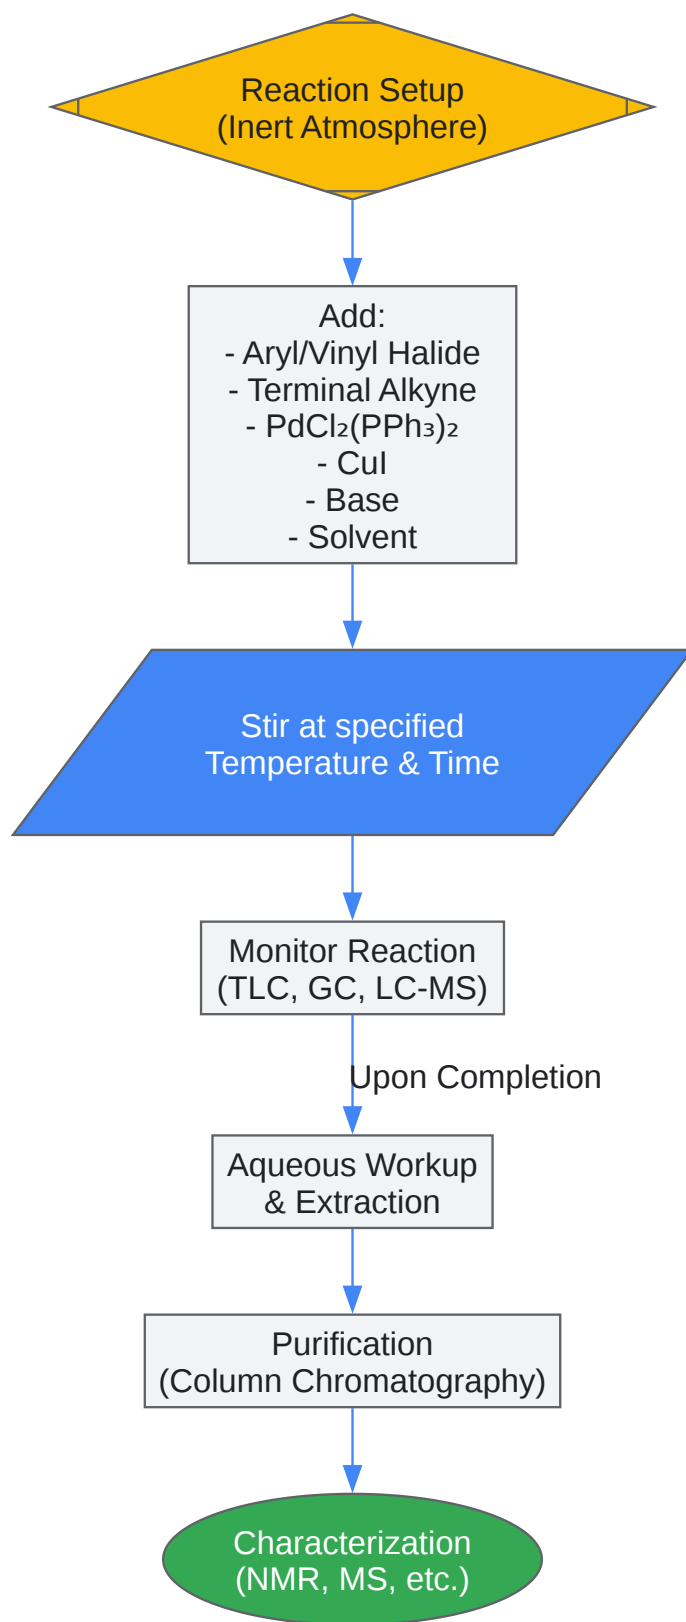 Reaction Setup
(Inert Atmosphere)
Add:
- Aryl/Vinyl Halide
- Terminal Alkyne
- PdCl₂(PPh₃)₂
- CuI
- Base
- Solvent
Stir at specified
Temperature & Time
Monitor Reaction
(TLC, GC, LC-MS)
Upon Completion
Aqueous Workup
& Extraction
Purification
(Column Chromatography)
Characterization
(NMR, MS, etc.)